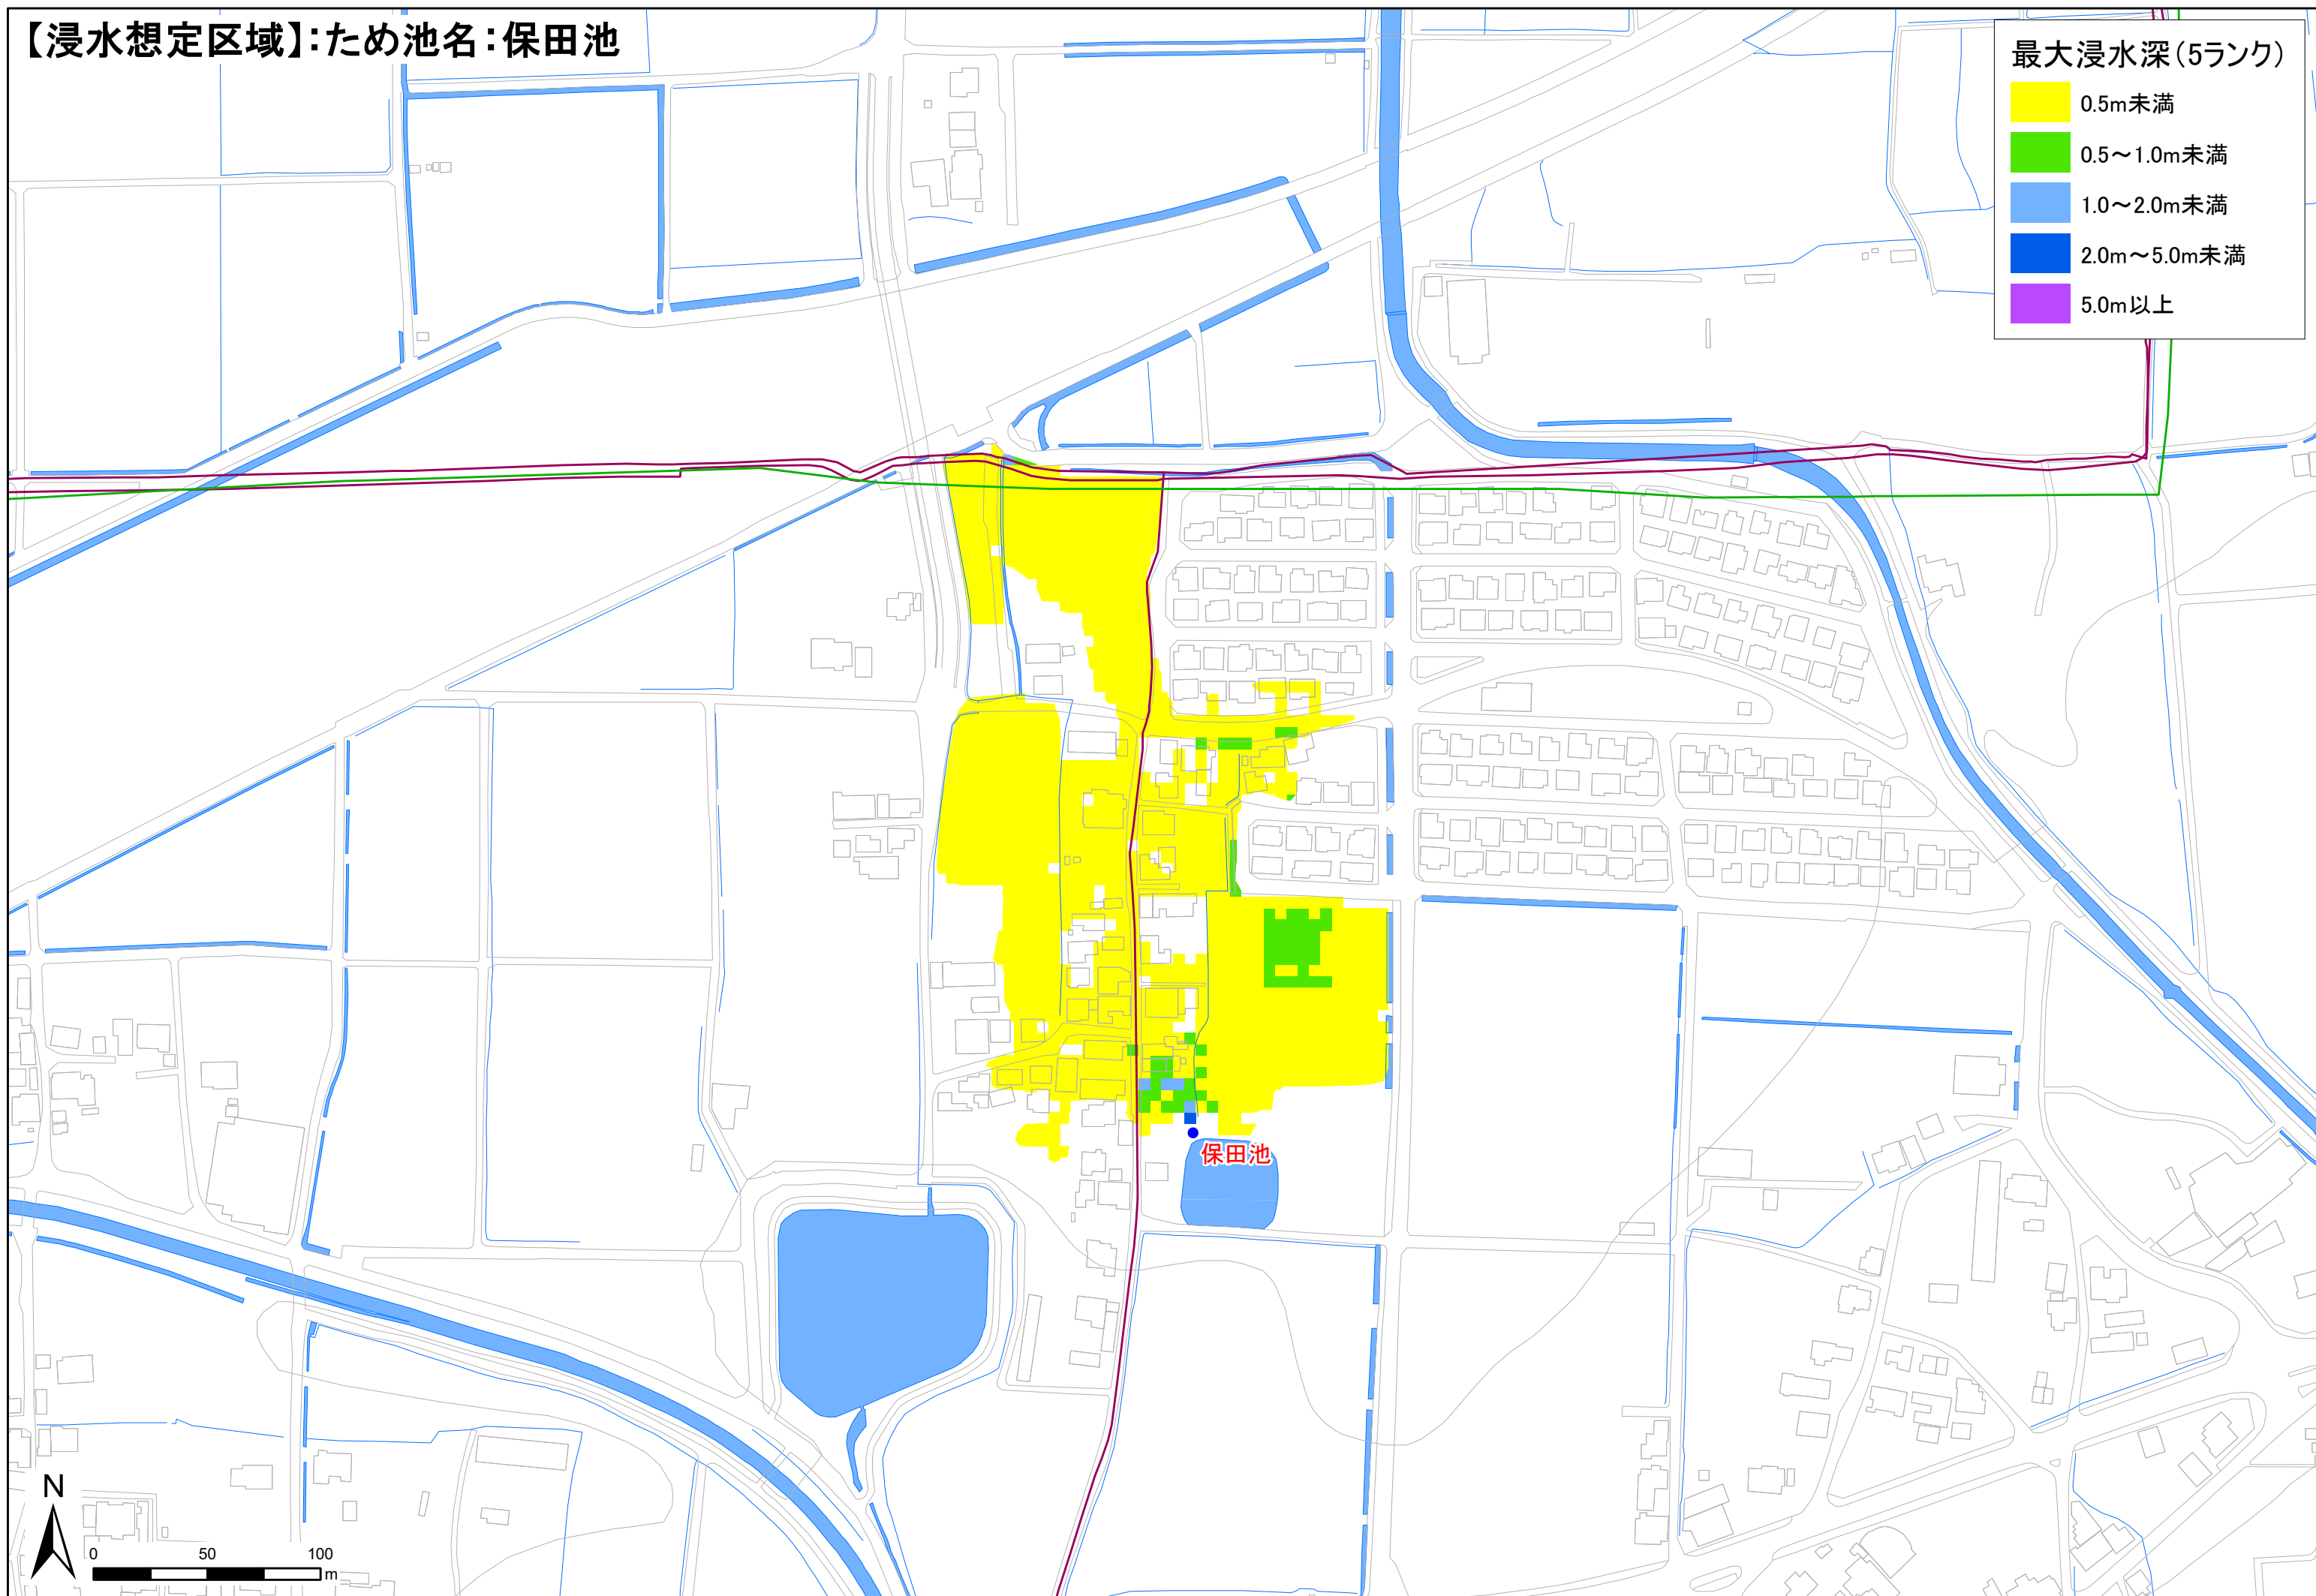 【浸水想定区域】:ため池名:保田池
最大浸水深(5ランク)
0.5m未満
0.5~1.0m未満
1.0~2.0m未満
2.0m~5.0m未満
5.0m以上
保田池
N
0 50 100
m